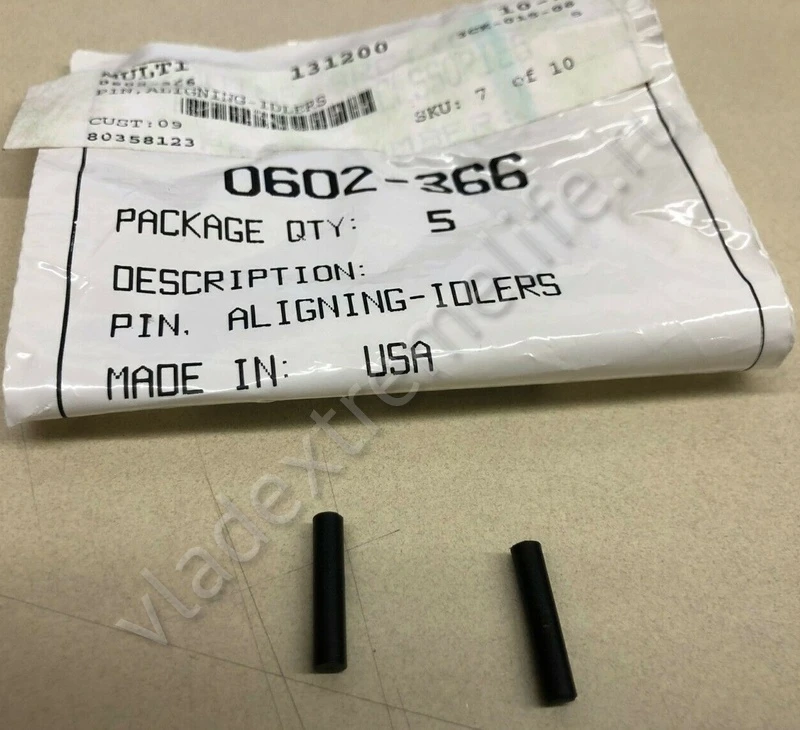 MULTI 131200
PIN,ALIGNING-IDLERS
CUST:09
SKU: 7 of 10
80358123
0602-366
PACKAGE QTY: 5
DESCRIPTION:
PIN, ALIGNING-IDLERS
MADE IN: USA
vladextremelife.ru